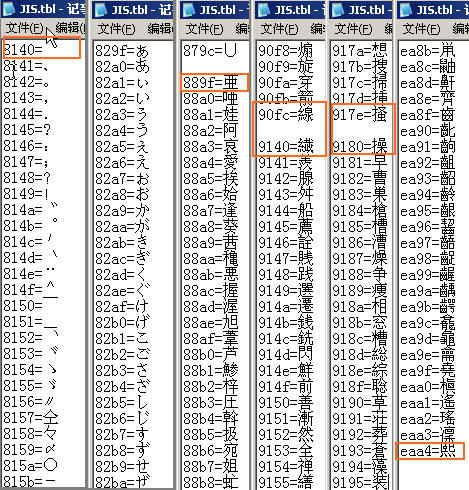 JIS.tbl - 记事
文件(F) 编辑(
8140=　
8141=、
8142=。
8143=，
8144=．
8145=?
8146=：
8147=；
8148=？
8149=|
814a=゛
814b=゜
814c=´
814d=｀
814e=¨
814f=＾
8150=￣
8151=＿
8152=ヽ
8153=ヾ
8154=ゝ
8155=ゞ
8156=〃
8157=仝
8158=々
8159=〆
815a=〇
815b=ー
JIS.tbl - 记
文件(F) 编辑
829f=ぁ
82a0=あ
82a1=ぃ
82a2=い
82a3=ぅ
82a4=う
82a5=ぇ
82a6=え
82a7=ぉ
82a8=お
82a9=か
82aa=が
82ab=き
82ac=ぎ
82ad=く
82ae=ぐ
82af=け
82b0=げ
82b1=こ
82b2=ご
82b3=さ
82b4=ざ
82b5=し
82b6=じ
82b7=す
82b8=ず
82b9=せ
82ba=ぜ
JIS.tbl
文件(F)
879c=∪
889f=亜
88a0=唖
88a1=娃
88a2=阿
88a3=哀
88a4=愛
88a5=挨
88a6=姶
88a7=逢
88a8=葵
88a9=茜
88aa=穐
88ab=悪
88ac=握
88ad=渥
88ae=旭
88af=葦
88b0=芦
88b1=鯵
88b2=梓
88b3=圧
88b4=斡
88b5=扱
88b6=宛
88b7=姐
88b8=虻
JIS.tbl -
文件(F)
90f8=煽
90f9=旋
90fa=穿
90fb=箭
90fc=線
9140=繊
9141=羨
9142=腺
9143=舛
9144=船
9145=薦
9146=詮
9147=賎
9148=践
9149=選
914a=遷
914b=銭
914c=銑
914d=閃
914e=鮮
914f=前
9150=善
9151=漸
9152=然
9153=全
9154=禅
9155=繕
JIS.tbl
文件(F)
917a=想
917b=捜
917c=掃
917d=挿
917e=掻
9180=操
9181=早
9182=曹
9183=巣
9184=槍
9185=槽
9186=漕
9187=燥
9188=争
9189=痩
918a=相
918b=窓
918c=糟
918d=総
918e=綜
918f=聡
9190=草
9191=荘
9192=葬
9193=蒼
9194=藻
9195=装
JIS.tbl
文件(F)
ea8b=鼡
ea8c=鼬
ea8d=鼾
ea8e=齊
ea8f=齒
ea90=齔
ea91=齣
ea92=齟
ea93=齠
ea94=齡
ea95=齦
ea96=齧
ea97=齬
ea98=齪
ea99=齷
ea9a=齲
ea9b=齶
ea9c=龕
ea9d=龜
ea9e=龠
ea9f=堯
eaa0=槇
eaa1=遙
eaa2=瑤
eaa3=凜
eaa4=熙